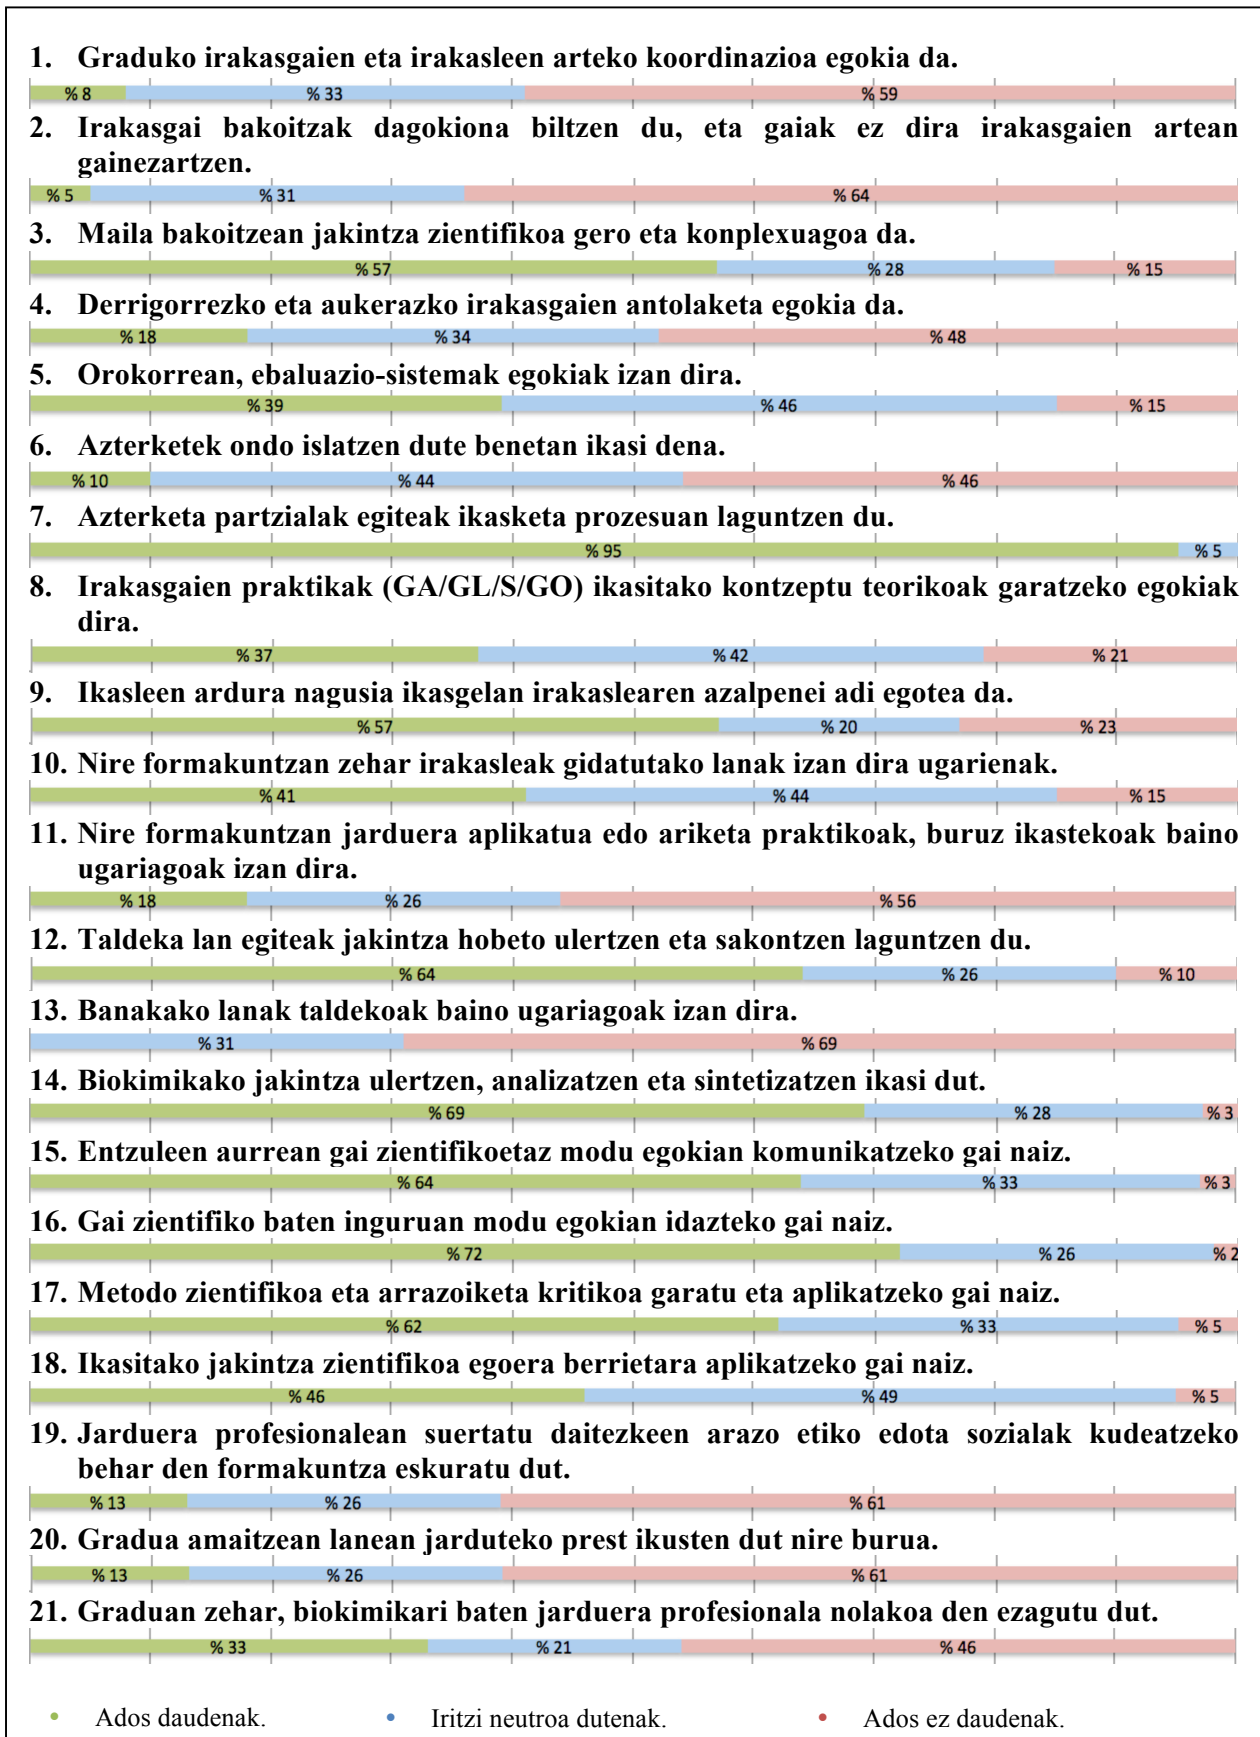 1. Graduko irakasgaien eta irakasleen arteko koordinazioa egokia da.
% 8 % 33 % 59
2. Irakasgai bakoitzak dagokiona biltzen du, eta gaiak ez dira irakasgaien artean
gainezartzen.
% 5 % 31 % 64
3. Maila bakoitzean jakintza zientifikoa gero eta konplexuagoa da.
% 57 % 28 % 15
4. Derrigorrezko eta aukerazko irakasgaien antolaketa egokia da.
% 18 % 34 % 48
5. Orokorrean, ebaluazio-sistemak egokiak izan dira.
% 39 % 46 % 15
6. Azterketek ondo islatzen dute benetan ikasi dena.
% 10 % 44 % 46
7. Azterketa partzialak egiteak ikasketa prozesuan laguntzen du.
% 95 % 5
8. Irakasgaien praktikak (GA/GL/S/GO) ikasitako kontzeptu teorikoak garatzeko egokiak
dira.
% 37 % 42 % 21
9. Ikasleen ardura nagusia ikasgelan irakaslearen azalpenei adi egotea da.
% 57 % 20 % 23
10. Nire formakuntzan zehar irakasleak gidatutako lanak izan dira ugarienak.
% 41 % 44 % 15
11. Nire formakuntzan jarduera aplikatua edo ariketa praktikoak, buruz ikastekoak baino
ugariagoak izan dira.
% 18 % 26 % 56
12. Taldeka lan egiteak jakintza hobeto ulertzen eta sakontzen laguntzen du.
% 64 % 26 % 10
13. Banakako lanak taldekoak baino ugariagoak izan dira.
% 31 % 69
14. Biokimikako jakintza ulertzen, analizatzen eta sintetizatzen ikasi dut.
% 69 % 28 % 3
15. Entzuleen aurrean gai zientifikoetaz modu egokian komunikatzeko gai naiz.
% 64 % 33 % 3
16. Gai zientifiko baten inguruan modu egokian idazteko gai naiz.
% 72 % 26 % 2
17. Metodo zientifikoa eta arrazoiketa kritikoa garatu eta aplikatzeko gai naiz.
% 62 % 33 % 5
18. Ikasitako jakintza zientifikoa egoera berrietara aplikatzeko gai naiz.
% 46 % 49 % 5
19. Jarduera profesionalean suertatu daitezkeen arazo etiko edota sozialak kudeatzeko
behar den formakuntza eskuratu dut.
% 13 % 26 % 61
20. Gradua amaitzean lanean jarduteko prest ikusten dut nire burua.
% 13 % 26 % 61
21. Graduan zehar, biokimikari baten jarduera profesionala nolakoa den ezagutu dut.
% 33 % 21 % 46
• Ados daudenak. • Iritzi neutroa dutenak. • Ados ez daudenak.